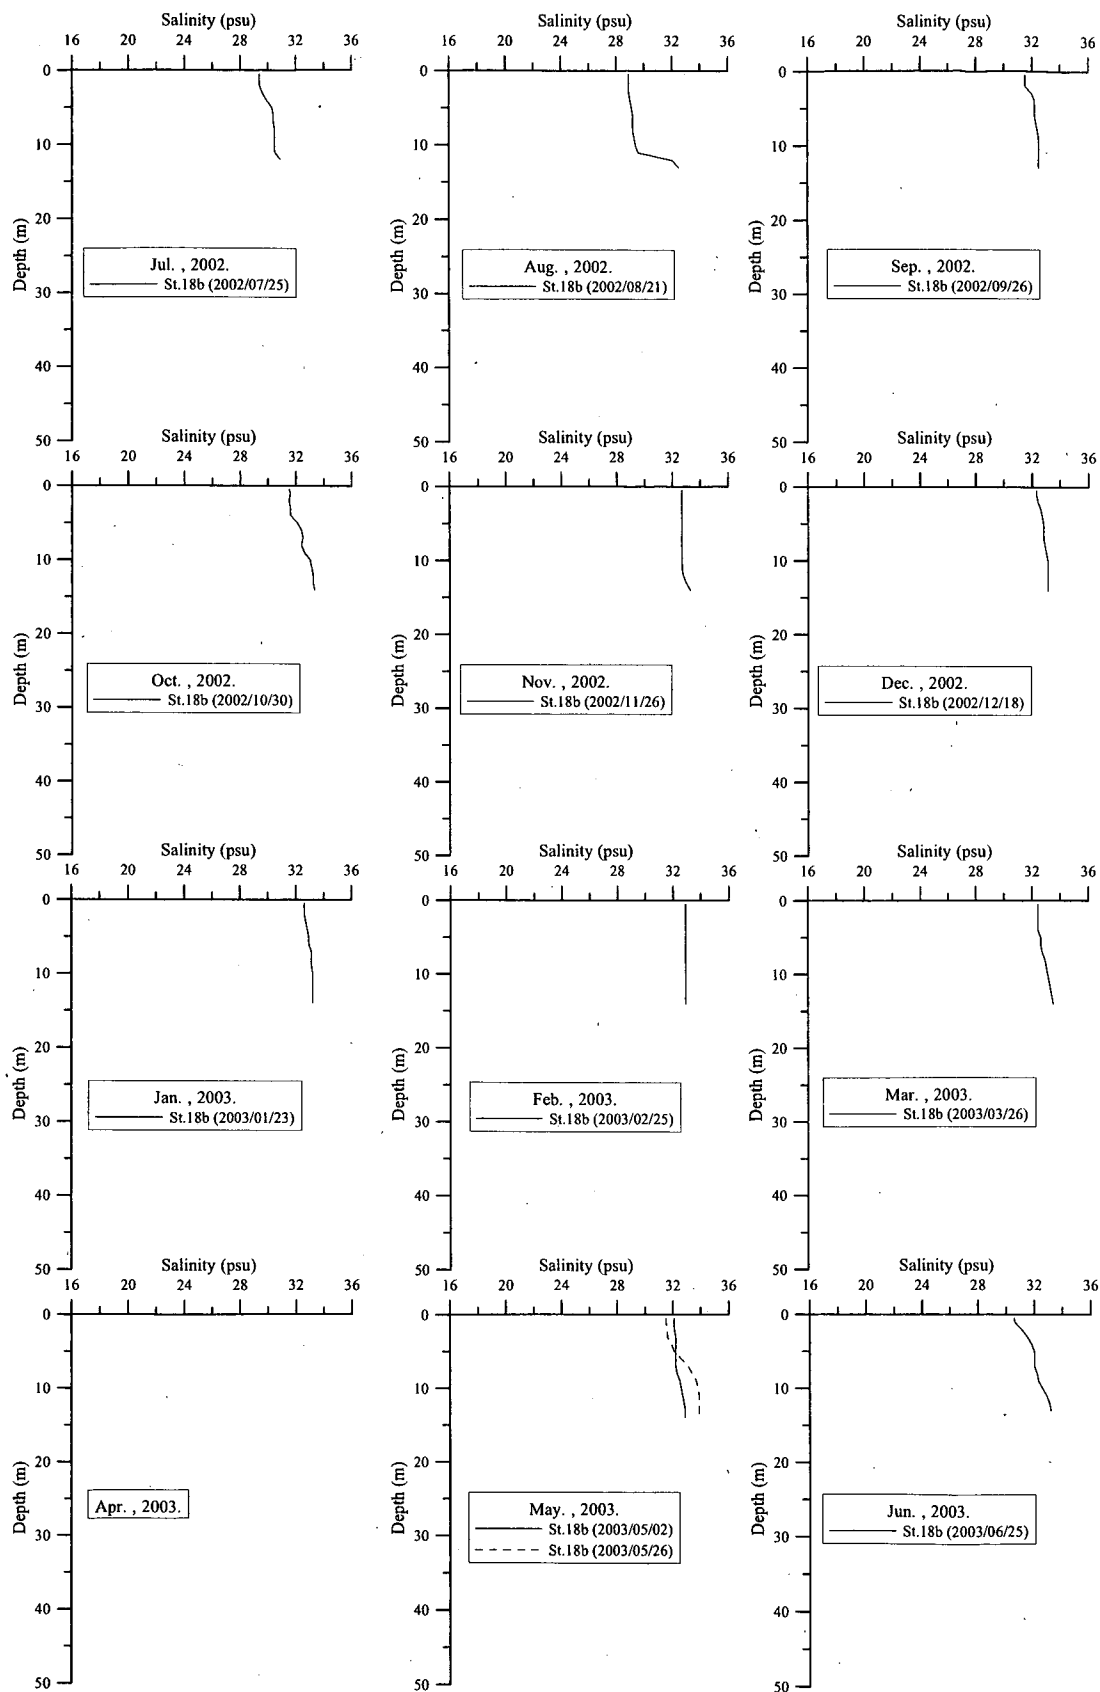 Salinity (psu)
16 20 24 28 32 36
0
10
20
30
40
50
Depth (m)
Jul. , 2002.
St.18b (2002/07/25)
Salinity (psu)
16 20 24 28 32 36
0
10
20
30
40
50
Depth (m)
Aug. , 2002.
St.18b (2002/08/21)
Salinity (psu)
16 20 24 28 32 36
0
10
20
30
40
50
Depth (m)
Sep. , 2002.
St.18b (2002/09/26)
Salinity (psu)
16 20 24 28 32 36
0
10
20
30
40
50
Depth (m)
Oct. , 2002.
St.18b (2002/10/30)
Salinity (psu)
16 20 24 28 32 36
0
10
20
30
40
50
Depth (m)
Nov. , 2002.
St.18b (2002/11/26)
Salinity (psu)
16 20 24 28 32 36
0
10
20
30
40
50
Depth (m)
Dec. , 2002.
St.18b (2002/12/18)
Salinity (psu)
16 20 24 28 32 36
0
10
20
30
40
50
Depth (m)
Jan. , 2003.
St.18b (2003/01/23)
Salinity (psu)
16 20 24 28 32 36
0
10
20
30
40
50
Depth (m)
Feb. , 2003.
St.18b (2003/02/25)
Salinity (psu)
16 20 24 28 32 36
0
10
20
30
40
50
Depth (m)
Mar. , 2003.
St.18b (2003/03/26)
Salinity (psu)
16 20 24 28 32 36
0
10
20
30
40
50
Depth (m)
Apr. , 2003.
Salinity (psu)
16 20 24 28 32 36
0
10
20
30
40
50
Depth (m)
May. , 2003.
St.18b (2003/05/02)
St.18b (2003/05/26)
Salinity (psu)
16 20 24 28 32 36
0
10
20
30
40
50
Depth (m)
Jun. , 2003.
St.18b (2003/06/25)